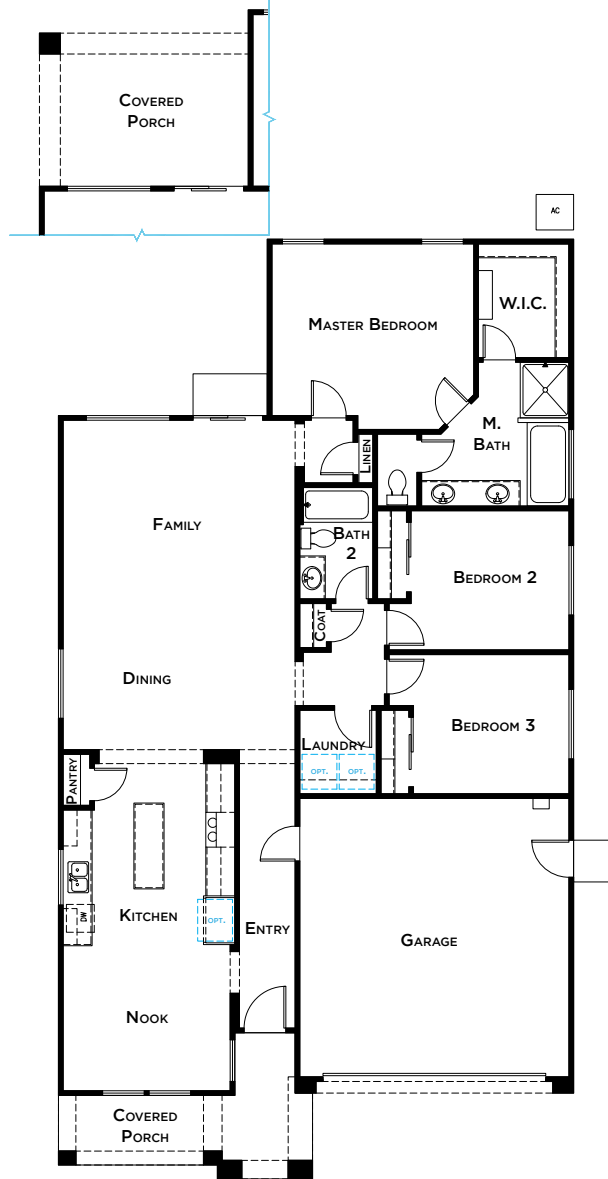 Covered
Porch
AC
W.I.C.
Master Bedroom
M.
Bath
Linen
Family
Bath
2
Bedroom 2
Coat
Dining
Bedroom 3
Laundry
OPT.
OPT.
Pantry
Kitchen
DW
OPT.
Entry
Garage
Nook
Covered
Porch